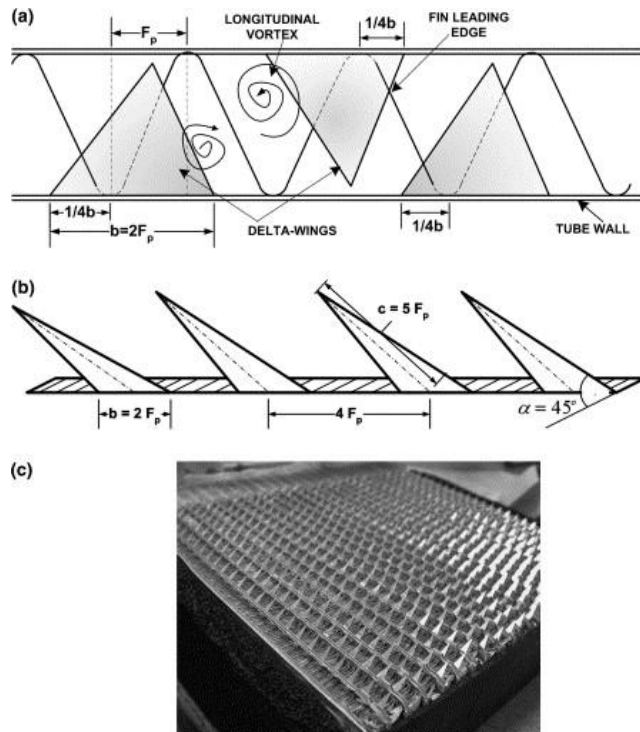 (a)
LONGITUDINAL
VORTEX
1/4b
FIN LEADING
EDGE
Fp
1/4b
b=2Fp
DELTA-WINGS
1/4b
TUBE WALL
(b)
c = 5 Fp
b = 2 Fp
4 Fp
α = 45°
(c)